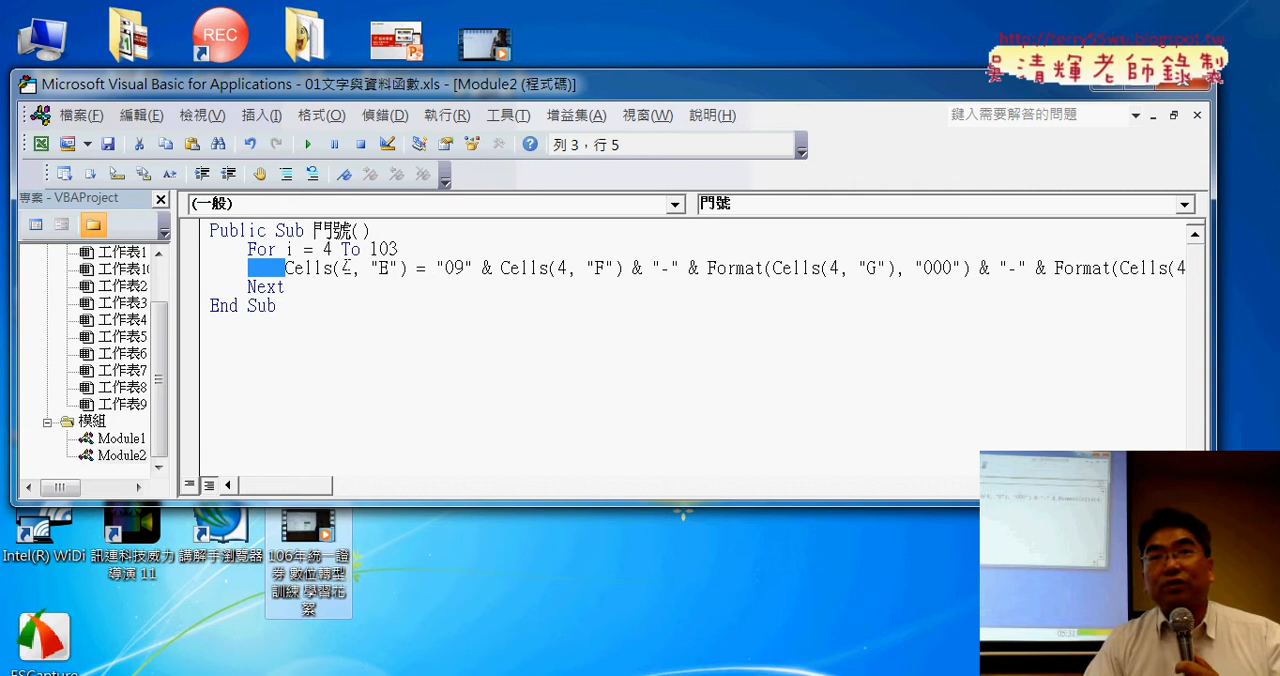 REC
http://terry55wu.blogspot.tw
吳清輝老師錄製
Microsoft Visual Basic for Applications - 01文字與資料函數.xls - [Module2 (程式碼)]
檔案(F) 編輯(E) 檢視(V) 插入(I) 格式(O) 偵錯(D) 執行(R) 工具(T) 增益集(A) 視窗(W) 說明(H)
鍵入需要解答的問題
列 3，行 5
專案 - VBAProject
(一般)
門號
工作表1
工作表10
工作表2
工作表3
工作表4
工作表5
工作表6
工作表7
工作表8
工作表9
模組
Module1
Module2
Public Sub 門號()
For i = 4 To 103
Cells(4, "E") = "09" & Cells(4, "F") & "-" & Format(Cells(4, "G"), "000") & "-" & Format(Cells(4
Next
End Sub
Intel(R) WiDi
訊連科技威力導演 11
講解手瀏覽器
106年統一證
券 數位轉型
訓練 學習花
案
FSCapture